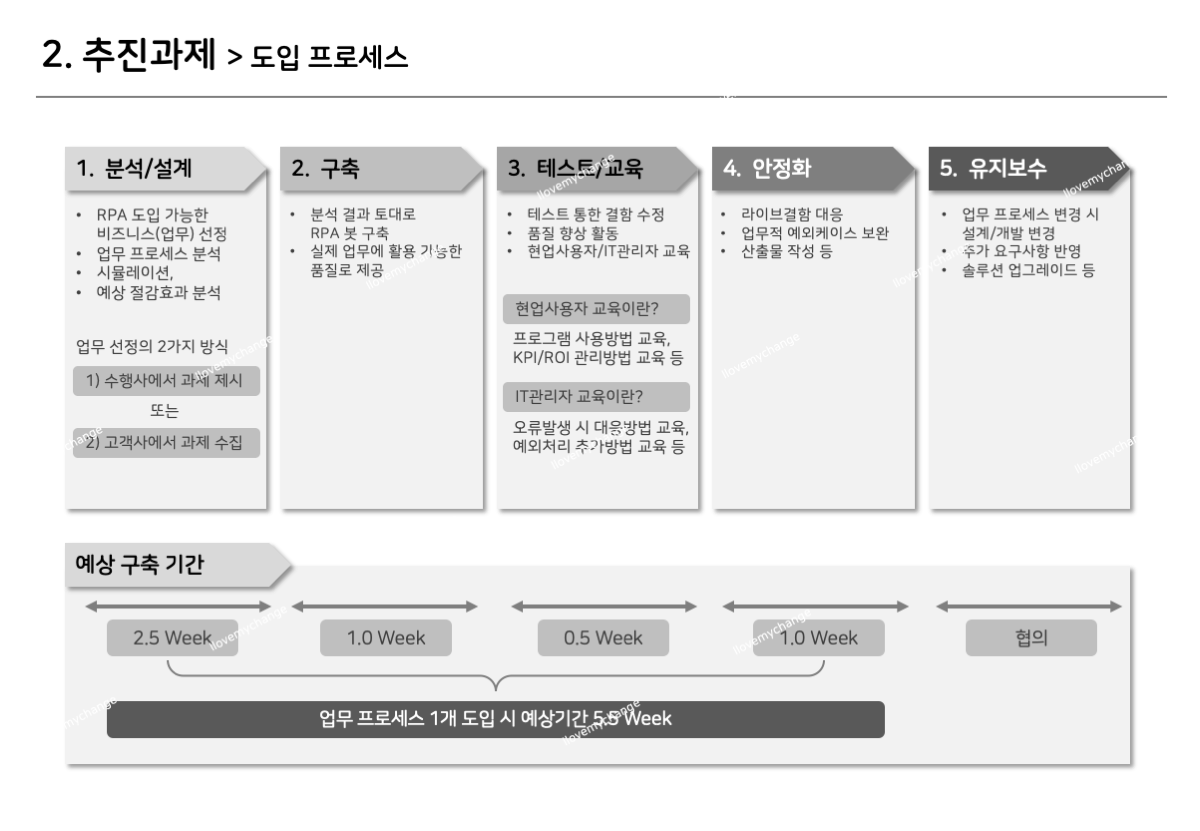 2. 추진과제 > 도입 프로세스
1. 분석/설계
• RPA 도입 가능한
비즈니스(업무) 선정
• 업무 프로세스 분석
• 시뮬레이션,
• 예상 절감효과 분석
업무 선정의 2가지 방식
1) 수행사에서 과제 제시
또는
2) 고객사에서 과제 수집
2. 구축
• 분석 결과 토대로
RPA 봇 구축
• 실제 업무에 활용 가능한
품질로 제공
3. 테스트/교육
• 테스트 통한 결함 수정
• 품질 향상 활동
• 현업사용자/IT관리자 교육
현업사용자 교육이란?
프로그램 사용방법 교육,
KPI/ROI 관리방법 교육 등
IT관리자 교육이란?
오류발생 시 대응방법 교육,
예외처리 추가방법 교육 등
4. 안정화
• 라이브결함 대응
• 업무적 예외케이스 보완
• 산출물 작성 등
5. 유지보수
• 업무 프로세스 변경 시
설계/개발 변경
• 추가 요구사항 반영
• 솔루션 업그레이드 등
예상 구축 기간
2.5 Week
1.0 Week
0.5 Week
1.0 Week
협의
업무 프로세스 1개 도입 시 예상기간 5.5 Week
ilovemychange
ilovemychange
ilovemychange
ilovemychange
ilovemychange
ilovemychange
ilovemychange
ilovemychange
ilovemychange
ilovemychange
ilovemychange